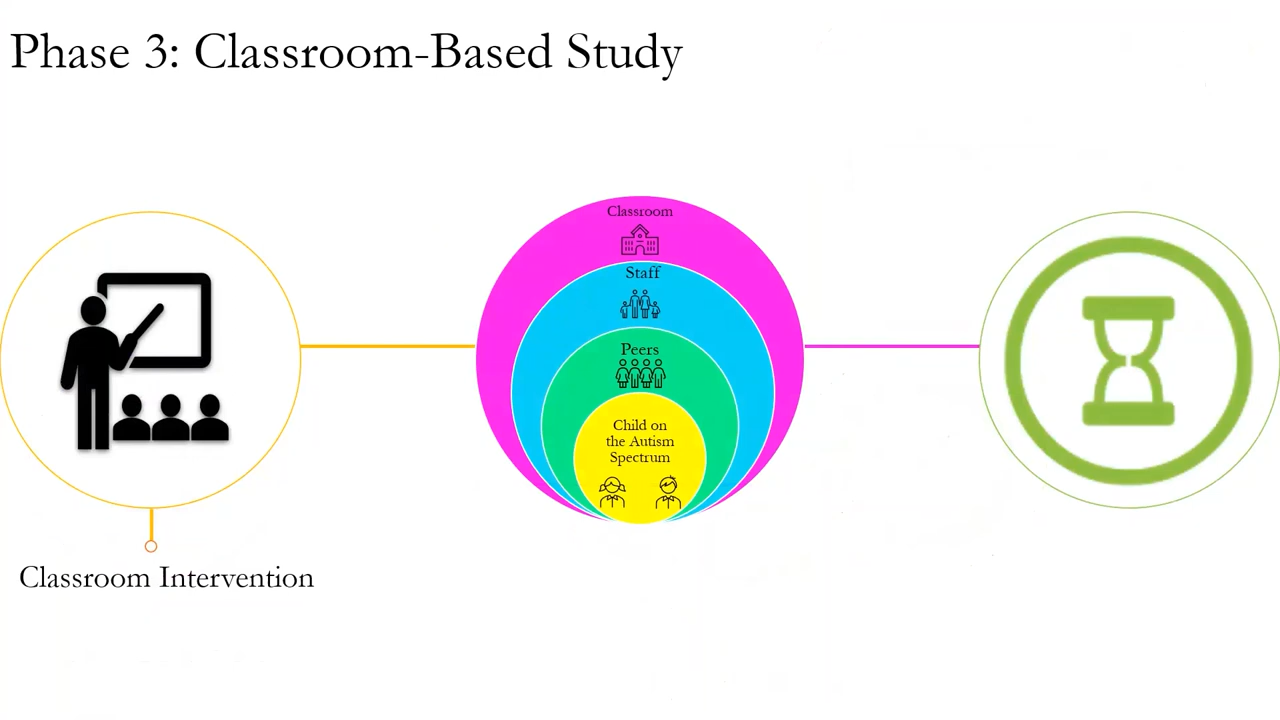 Phase 3: Classroom-Based Study
Classroom
Staff
Peers
Child on
the Autism
Spectrum
Classroom Intervention